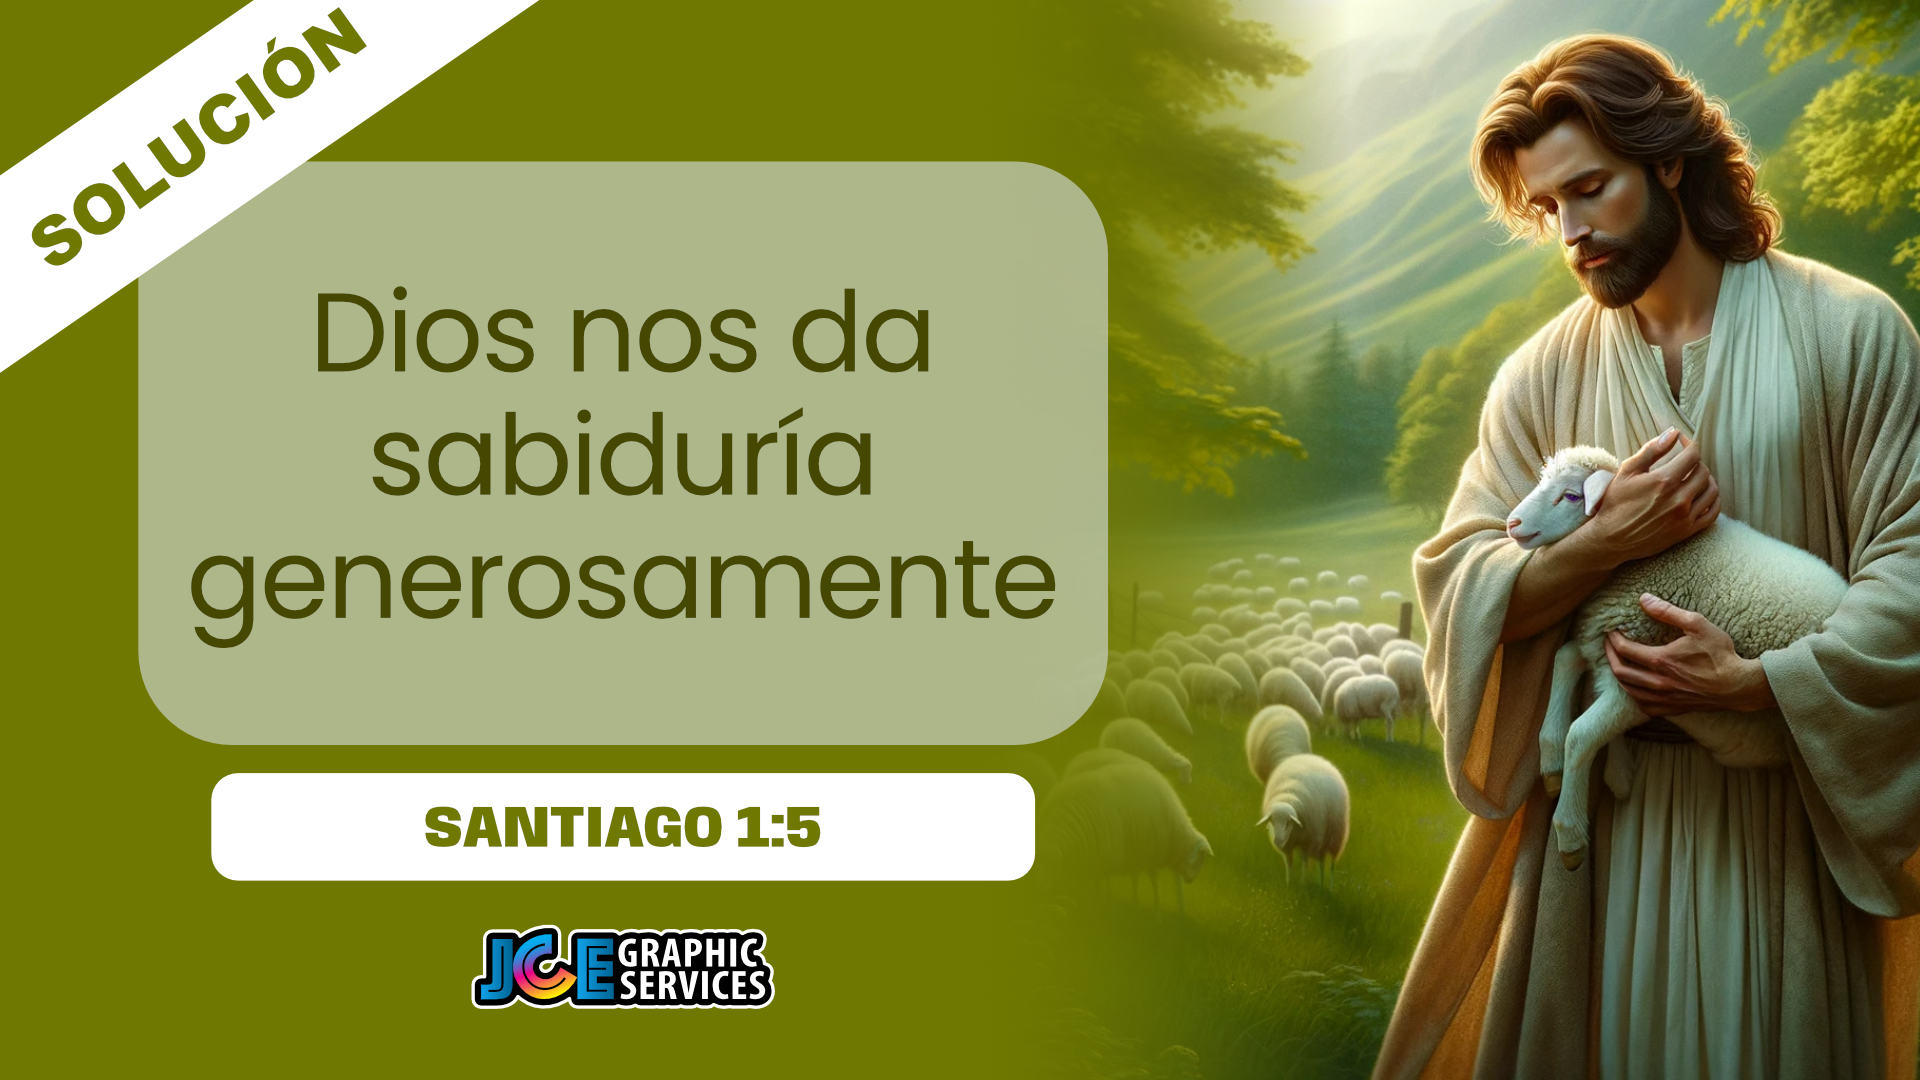 SOLUCIÓN
Dios nos da
sabiduría
generosamente
SANTIAGO 1:5
JCE GRAPHIC
SERVICES